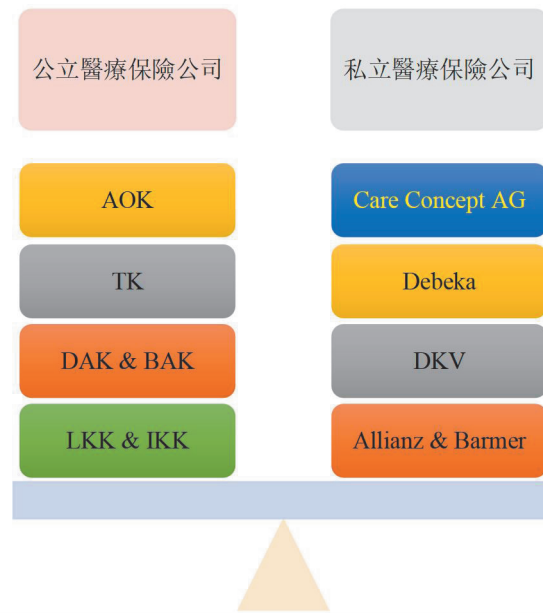 公立醫療保險公司
私立醫療保險公司
AOK
Care Concept AG
TK
Debeka
DAK & BAK
DKV
LKK & IKK
Allianz & Barmer